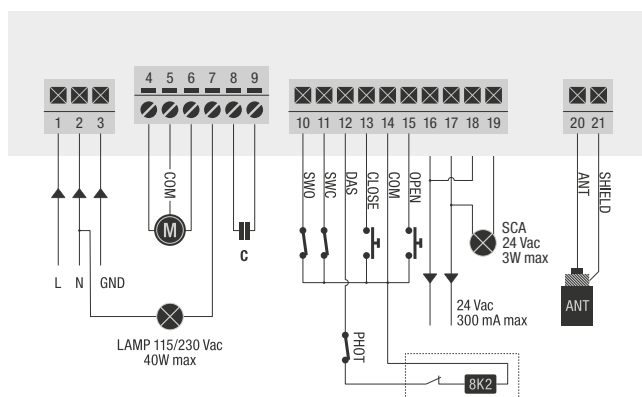 4 5 6 7 8 9
1 2 3
10 11 12 13 14 15 16 17 18 19
20 21
COM
SWO
SWC
DAS
CLOSE
COM
OPEN
ANT
SHIELD
M
C
SCA
24 Vac
3W max
L N GND
24 Vac
300 mA max
ANT
LAMP 115/230 Vac
40W max
PHOT
8K2